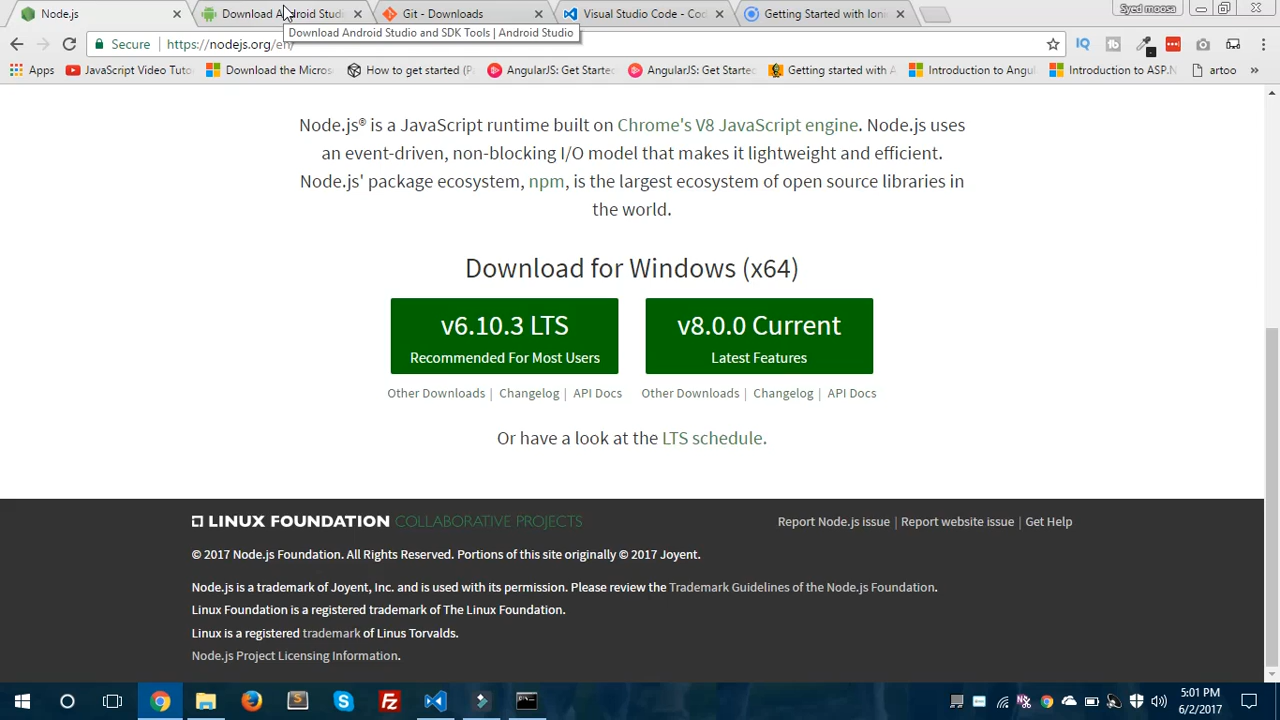 Node.js
Download Android Stud
Git - Downloads
Visual Studio Code - Cod
Getting Started with Ioni
Syed moosa
Download Android Studio and SDK Tools | Android Studio
Secure
https://nodejs.org/en/
Apps
JavaScript Video Tuto
Download the Micros
How to get started (P
AngularJS: Get Starte
AngularJS: Get Starte
Getting started with A
Introduction to Angul
Introduction to ASP.N
artoo
»
Node.js® is a JavaScript runtime built on Chrome's V8 JavaScript engine. Node.js uses
an event-driven, non-blocking I/O model that makes it lightweight and efficient.
Node.js' package ecosystem, npm, is the largest ecosystem of open source libraries in
the world.
Download for Windows (x64)
v6.10.3 LTS
Recommended For Most Users
v8.0.0 Current
Latest Features
Other Downloads | Changelog | API Docs
Other Downloads | Changelog | API Docs
Or have a look at the LTS schedule.
LINUX FOUNDATION COLLABORATIVE PROJECTS
Report Node.js issue | Report website issue | Get Help
© 2017 Node.js Foundation. All Rights Reserved. Portions of this site originally © 2017 Joyent.
Node.js is a trademark of Joyent, Inc. and is used with its permission. Please review the Trademark Guidelines of the Node.js Foundation.
Linux Foundation is a registered trademark of The Linux Foundation.
Linux is a registered trademark of Linus Torvalds.
Node.js Project Licensing Information.
5:01 PM
6/2/2017